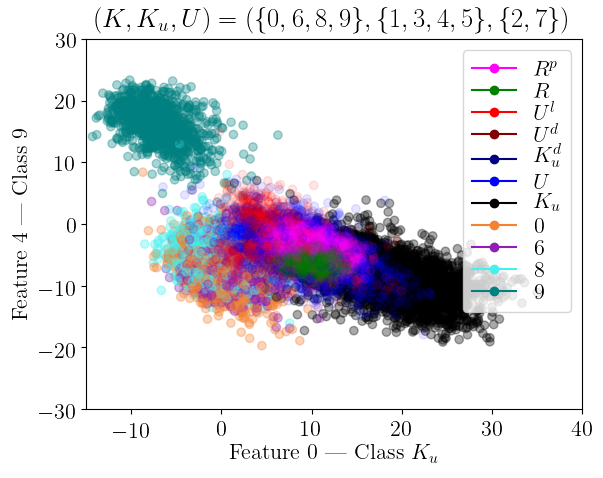 (K, K_u, U) = ({0, 6, 8, 9}, {1, 3, 4, 5}, {2, 7})
30
20
10
0
−10
−20
−30
Feature 4 — Class 9
R^p
R
U^l
U^d
K_u^d
U
K_u
0
6
8
9
−10
0
10
20
30
40
Feature 0 — Class K_u